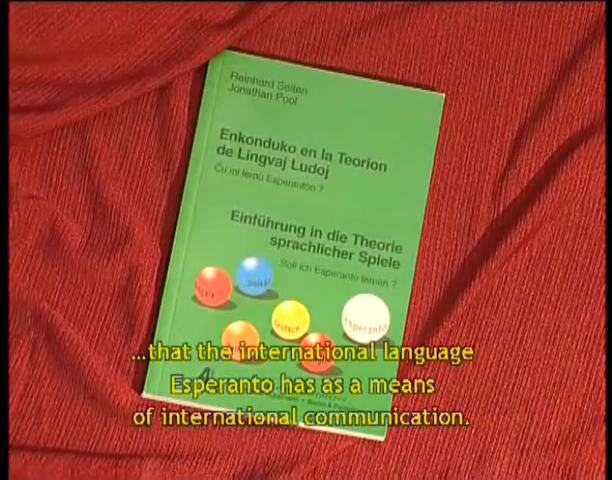 Reinhard Selten
Jonathan Pool
Enkonduko en la Teorion
de Lingvaj Ludoj
Ĉu mi lernu Esperanton ?
Einführung in die Theorie
sprachlicher Spiele
Soll ich Esperanto lernen ?
polski
deutsch
esperanto
...that the international language
Esperanto has as a means
of international communication.